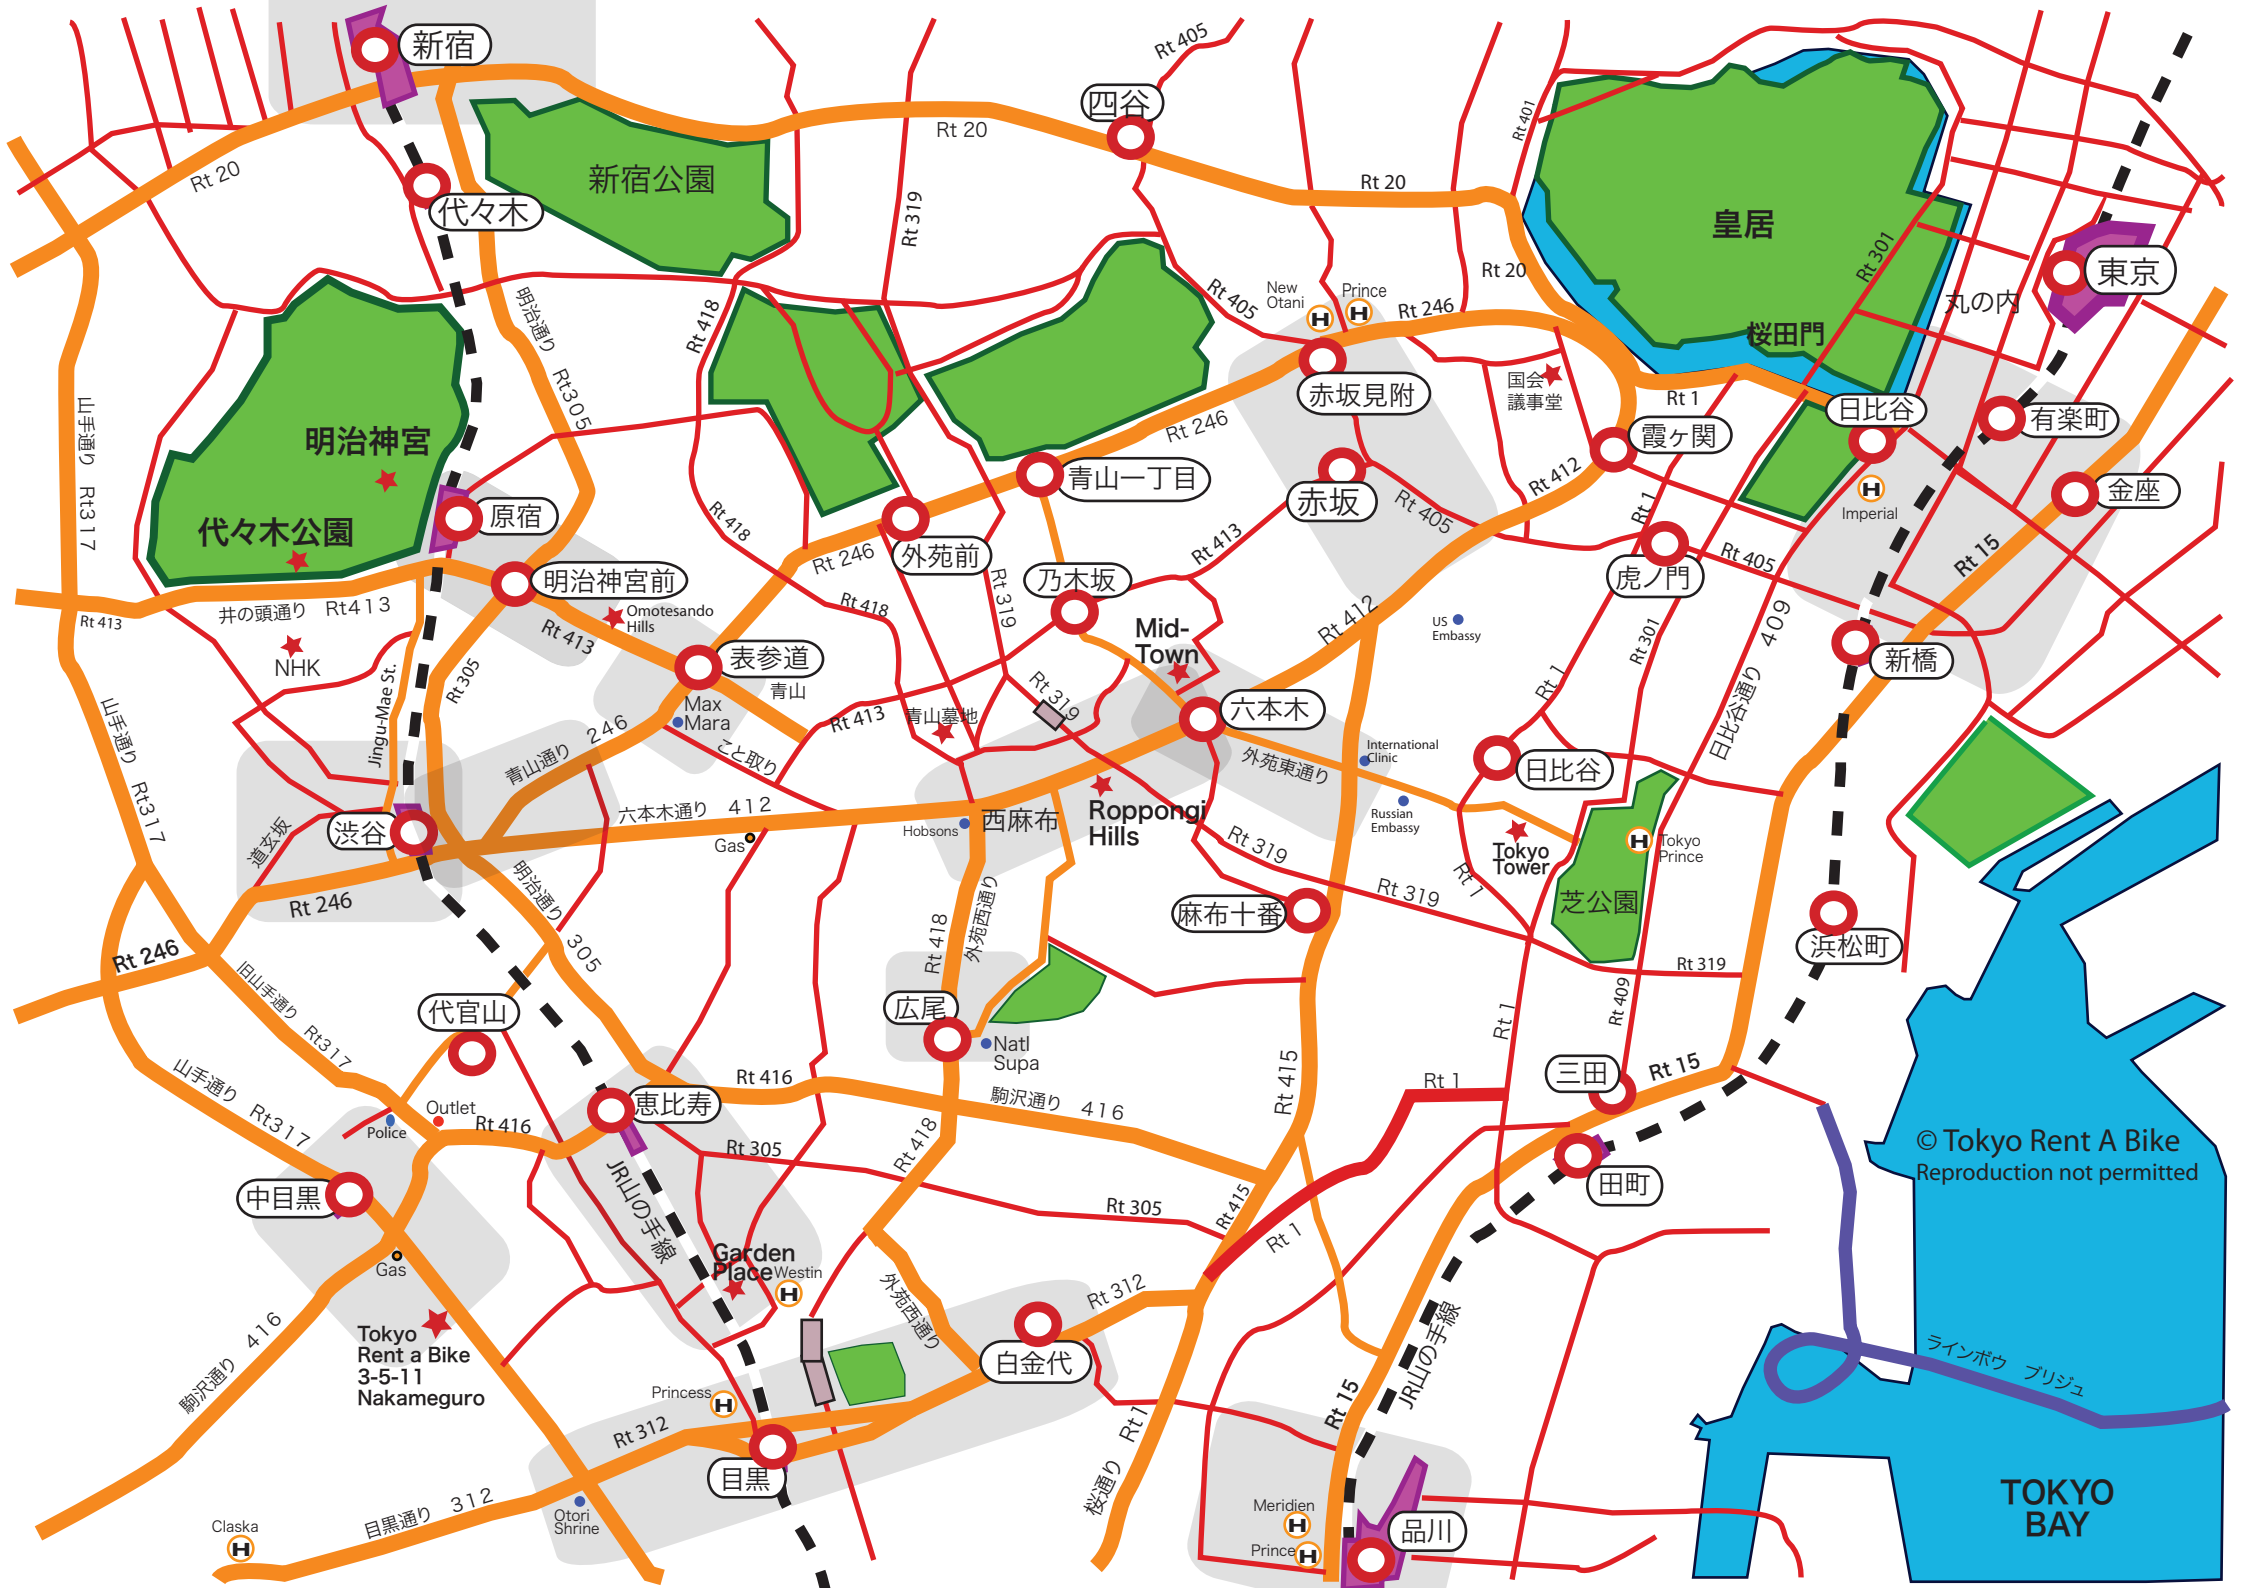 新宿
四谷
Rt 405
Rt 401
Rt 20
Rt 20
Rt 20
Rt 20
代々木
新宿公園
Rt 319
皇居
Rt 301
東京
丸の内
桜田門
明治通り Rt305
Rt 418
Rt 405
New
Otani
Prince
Rt 246
赤坂見附
国会
議事堂
Rt 1
日比谷
有楽町
霞ヶ関
金座
Imperial
山手通り Rt317
明治神宮
代々木公園
原宿
Rt 246
青山一丁目
赤坂
Rt 405
Rt 412
Rt 1
Rt 418
Rt 246
外苑前
Rt 413
虎ノ門
Rt 405
Rt 15
明治神宮前
乃木坂
Rt 319
Rt 418
Rt 413
井の頭通り Rt413
Omotesando
Hills
Rt 413
Rt 412
US
Embassy
Rt 301
日比谷通り 409
新橋
NHK
Jingu-Mae St.
Rt 305
表参道
青山
Mid-
Town
Rt 1
Max
Mara
Rt 413
青山墓地
Rt 319
六本木
山手通り Rt317
青山通り 246
こと取り
外苑東通り
International
Clinic
日比谷
六本木通り 412
渋谷
道玄坂
Gas
Hobsons
西麻布
Roppongi
Hills
Russian
Embassy
Tokyo
Tower
Tokyo
Prince
Rt 319
Rt 1
Rt 246
明治通り 305
Rt 418
外苑西通り
麻布十番
Rt 319
芝公園
浜松町
Rt 246
旧山手通り Rt317
代官山
広尾
Rt 319
Rt 409
Rt 1
Natl
Supa
山手通り Rt317
Police
Outlet
Rt 416
恵比寿
Rt 416
駒沢通り 416
Rt 415
Rt 1
三田
Rt 15
Rt 418
Rt 305
© Tokyo Rent A Bike
Reproduction not permitted
中目黒
JR山の手線
田町
Rt 305
Rt 415
Rt 1
Gas
Garden
Place
Westin
外苑西通り
Rt 312
駒沢通り 416
Tokyo
Rent a Bike
3-5-11
Nakameguro
白金代
JR山の手線
ラインボウ ブリジュ
Princess
Rt 312
Rt 15
Rt1
桜通り
目黒
目黒通り 312
Otori
Shrine
Claska
Meridien
Prince
品川
TOKYO
BAY